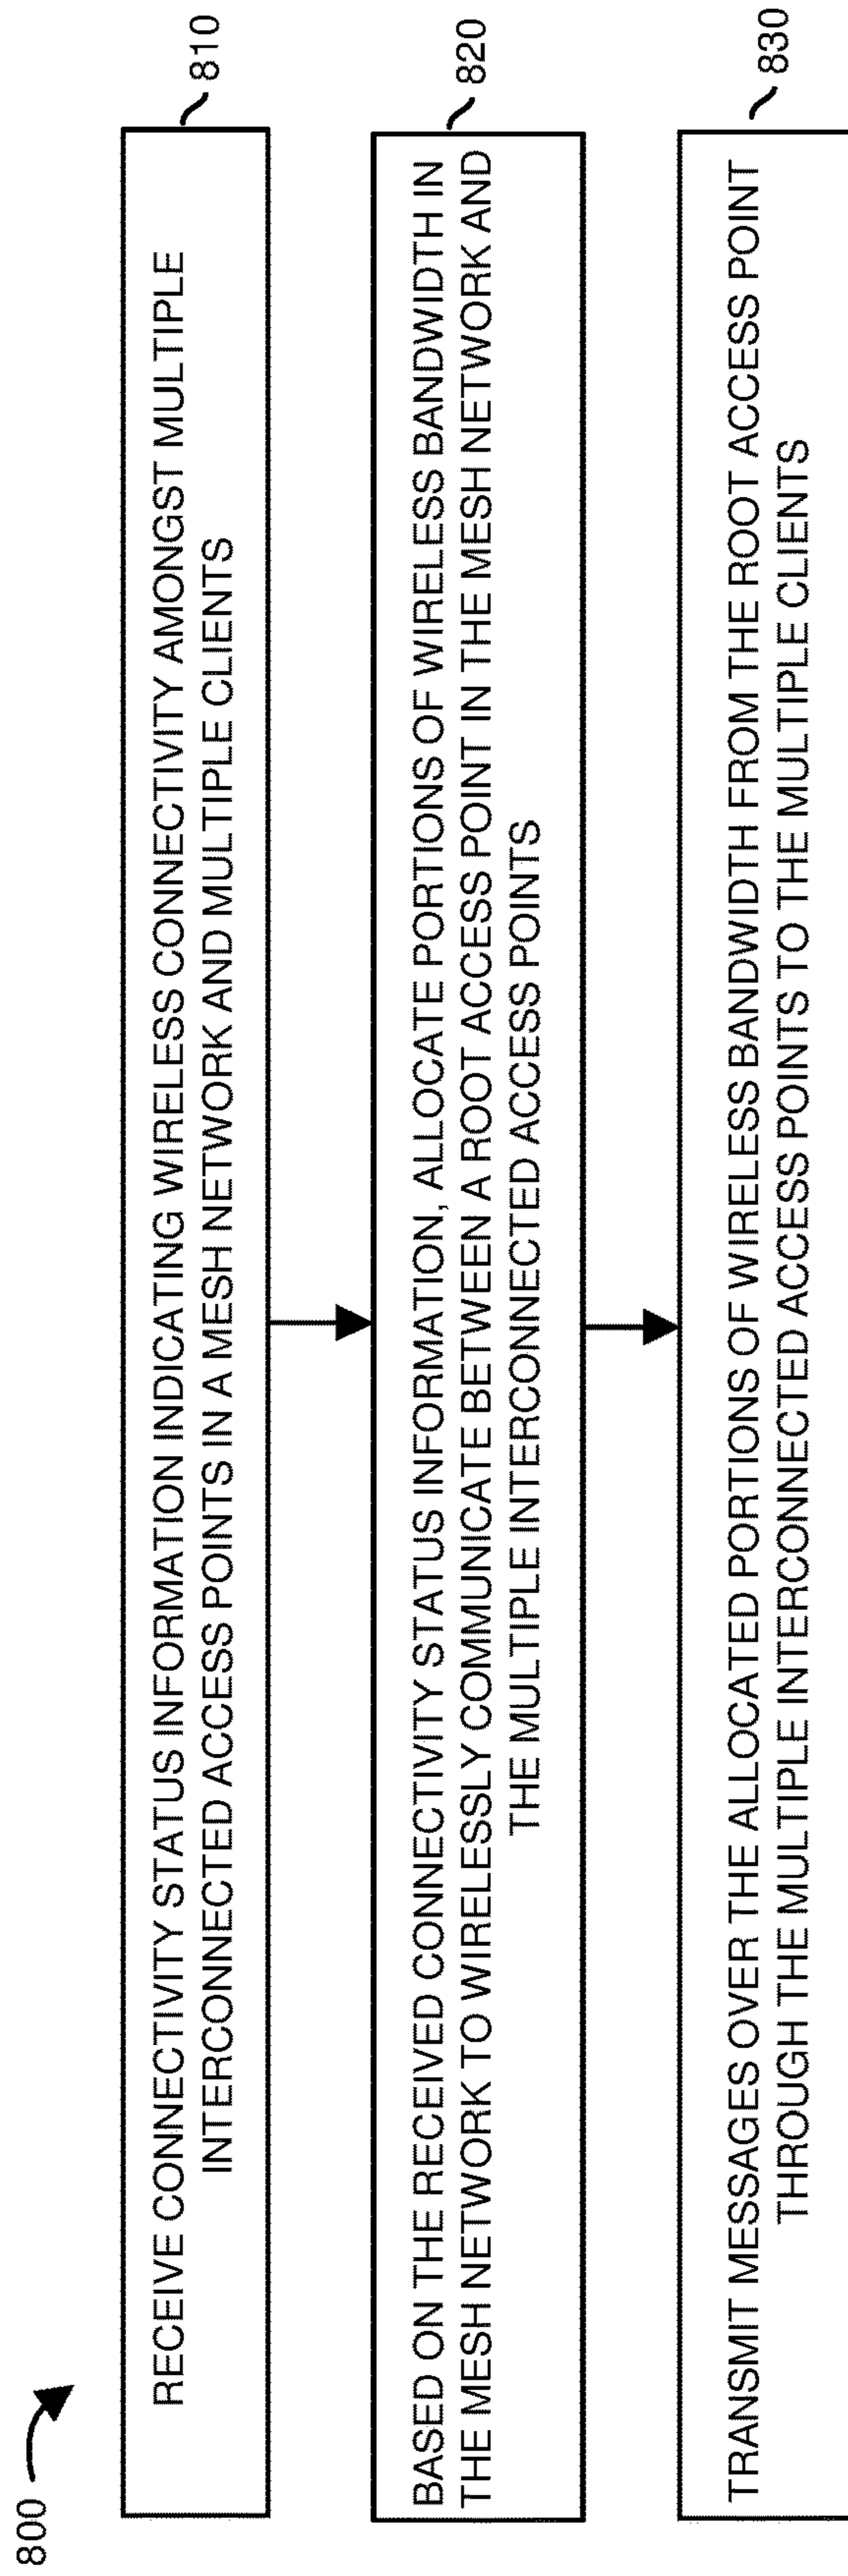 800
810
RECEIVE CONNECTIVITY STATUS INFORMATION INDICATING WIRELESS CONNECTIVITY AMONGST MULTIPLE
INTERCONNECTED ACCESS POINTS IN A MESH NETWORK AND MULTIPLE CLIENTS
820
BASED ON THE RECEIVED CONNECTIVITY STATUS INFORMATION, ALLOCATE PORTIONS OF WIRELESS BANDWIDTH IN
THE MESH NETWORK TO WIRELESSLY COMMUNICATE BETWEEN A ROOT ACCESS POINT IN THE MESH NETWORK AND
THE MULTIPLE INTERCONNECTED ACCESS POINTS
830
TRANSMIT MESSAGES OVER THE ALLOCATED PORTIONS OF WIRELESS BANDWIDTH FROM THE ROOT ACCESS POINT
THROUGH THE MULTIPLE INTERCONNECTED ACCESS POINTS TO THE MULTIPLE CLIENTS